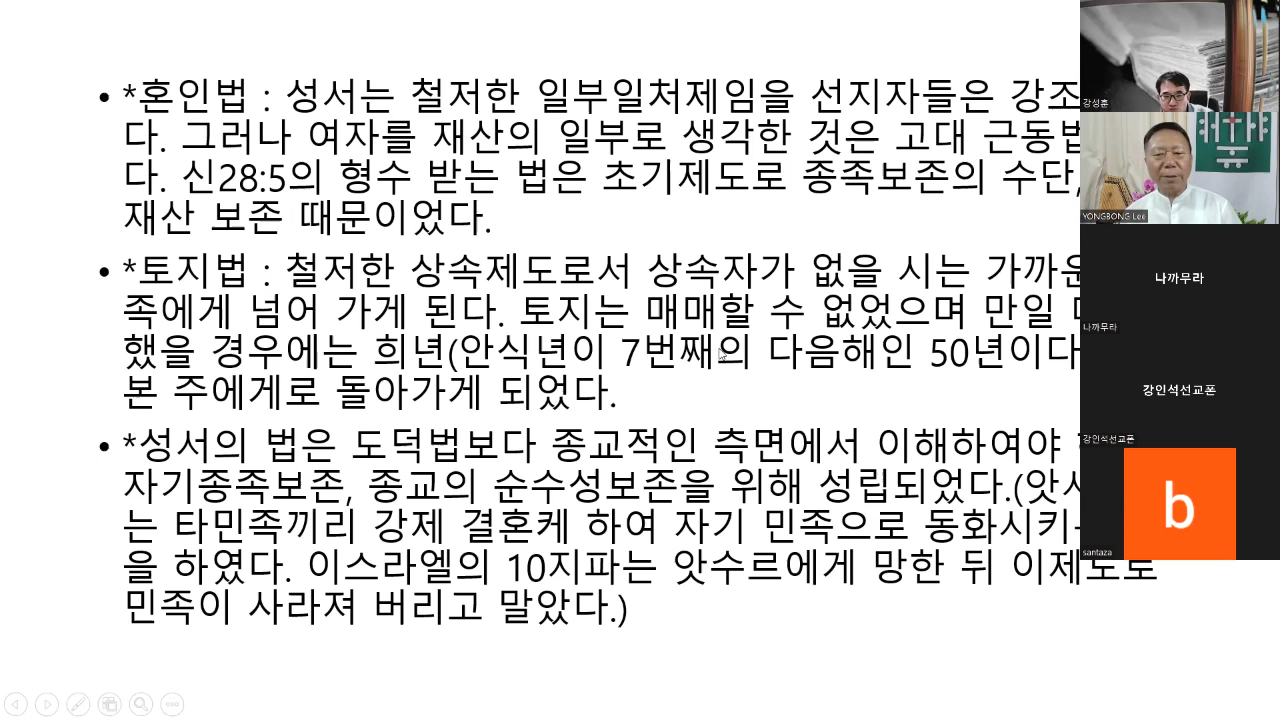 • *혼인법 : 성서는 철저한 일부일처제임을 선지자들은 강조
다. 그러나 여자를 재산의 일부로 생각한 것은 고대 근동법
다. 신28:5의 형수 받는 법은 초기제도로 종족보존의 수단,
재산 보존 때문이었다.
• *토지법 : 철저한 상속제도로서 상속자가 없을 시는 가까운
족에게 넘어 가게 된다. 토지는 매매할 수 없었으며 만일
했을 경우에는 희년(안식년이 7번째의 다음해인 50년이다
본 주에게로 돌아가게 되었다.
• *성서의 법은 도덕법보다 종교적인 측면에서 이해하여야
자기종족보존, 종교의 순수성보존을 위해 성립되었다.(앗시
는 타민족끼리 강제 결혼케 하여 자기 민족으로 동화시키
을 하였다. 이스라엘의 10지파는 앗수르에게 망한 뒤 이제도로
민족이 사라져 버리고 말았다.)
강성훈
YONGBONG Lee
나까무라
나까무라
강인석선교폰
강인석선교폰
b
santaza